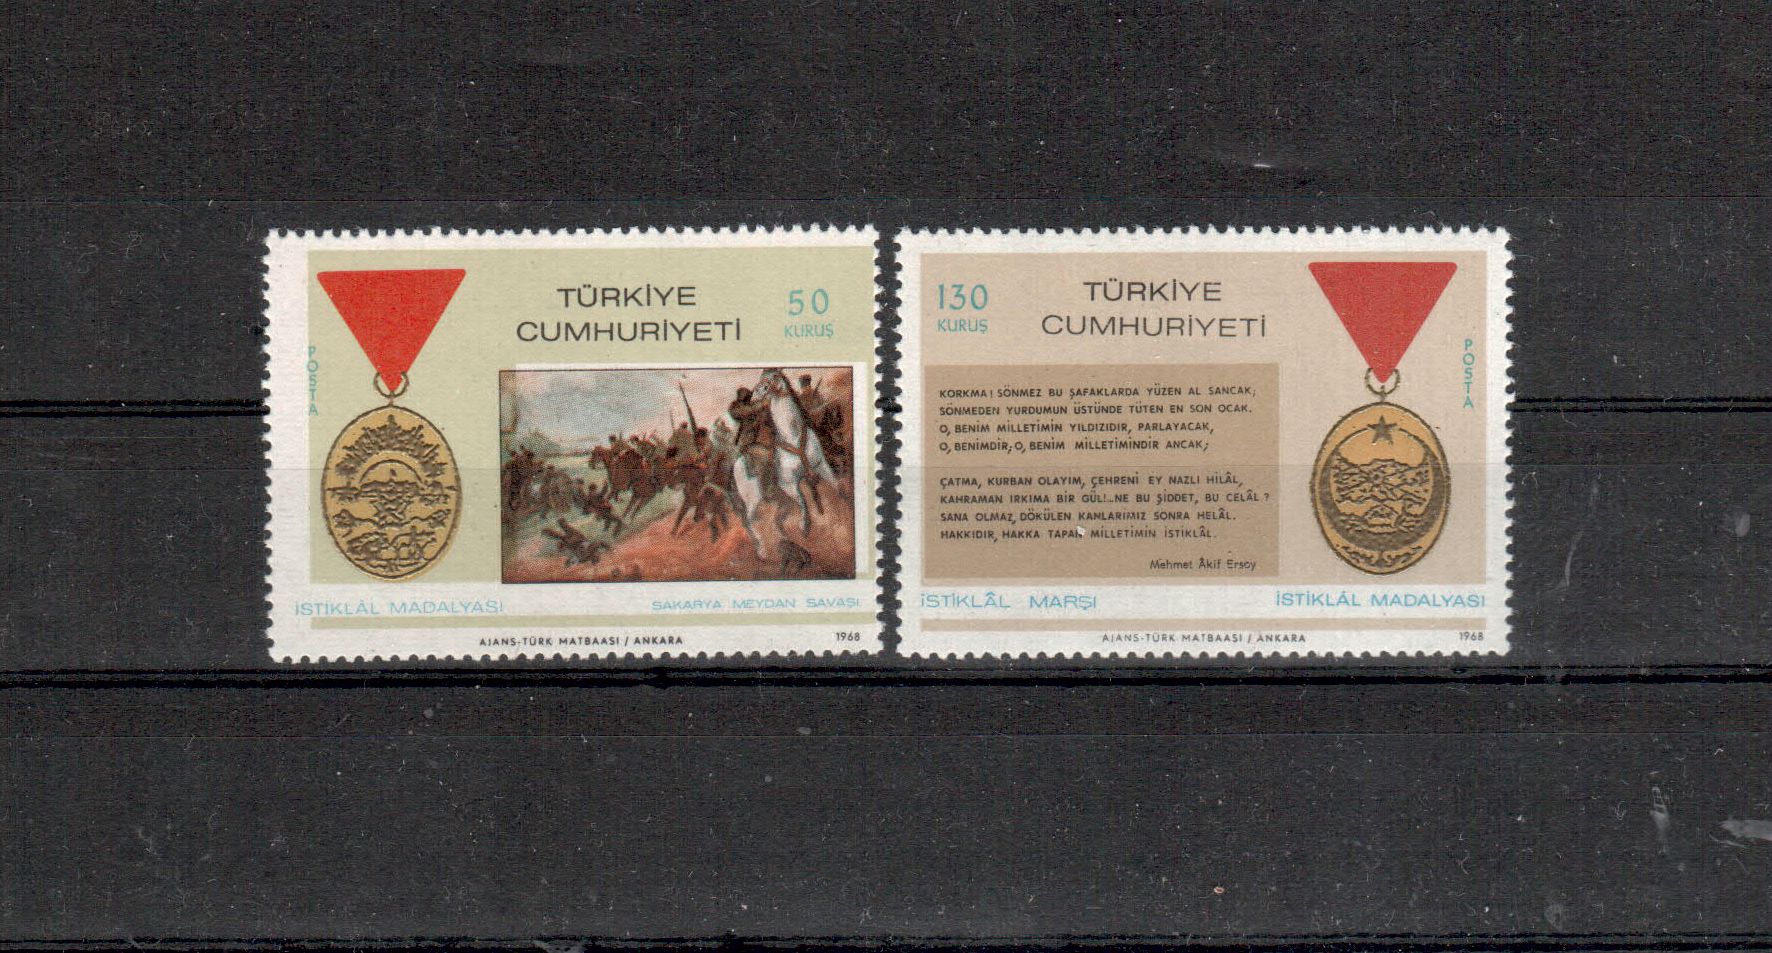 TÜRKİYE
CUMHURİYETİ
50
KURUŞ
POSTA
İSTİKLÂL MADALYASI
SAKARYA MEYDAN SAVAŞI
AJANS-TÜRK MATBAASI / ANKARA
1968
130
KURUŞ
TÜRKİYE
CUMHURİYETİ
POSTA
KORKMA! SÖNMEZ BU ŞAFAKLARDA YÜZEN AL SANCAK;
SÖNMEDEN YURDUMUN ÜSTÜNDE TÜTEN EN SON OCAK.
O, BENİM MİLLETİMİN YILDIZIDIR, PARLAYACAK,
O, BENİMDİR; O, BENİM MİLLETİMİNDİR ANCAK;
ÇATMA, KURBAN OLAYIM, ÇEHRENİ EY NAZLI HİLÂL,
KAHRAMAN IRKIMA BİR GÜL!..NE BU ŞİDDET, BU CELÂL ?
SANA OLMAZ, DÖKÜLEN KANLARIMIZ SONRA HELÂL.
HAKKIDIR, HAKKA TAPAN, MİLLETİMİN İSTİKLÂL.
Mehmet Âkif Ersoy
İSTİKLÂL MARŞI
İSTİKLÂL MADALYASI
AJANS-TÜRK MATBAASI / ANKARA
1968